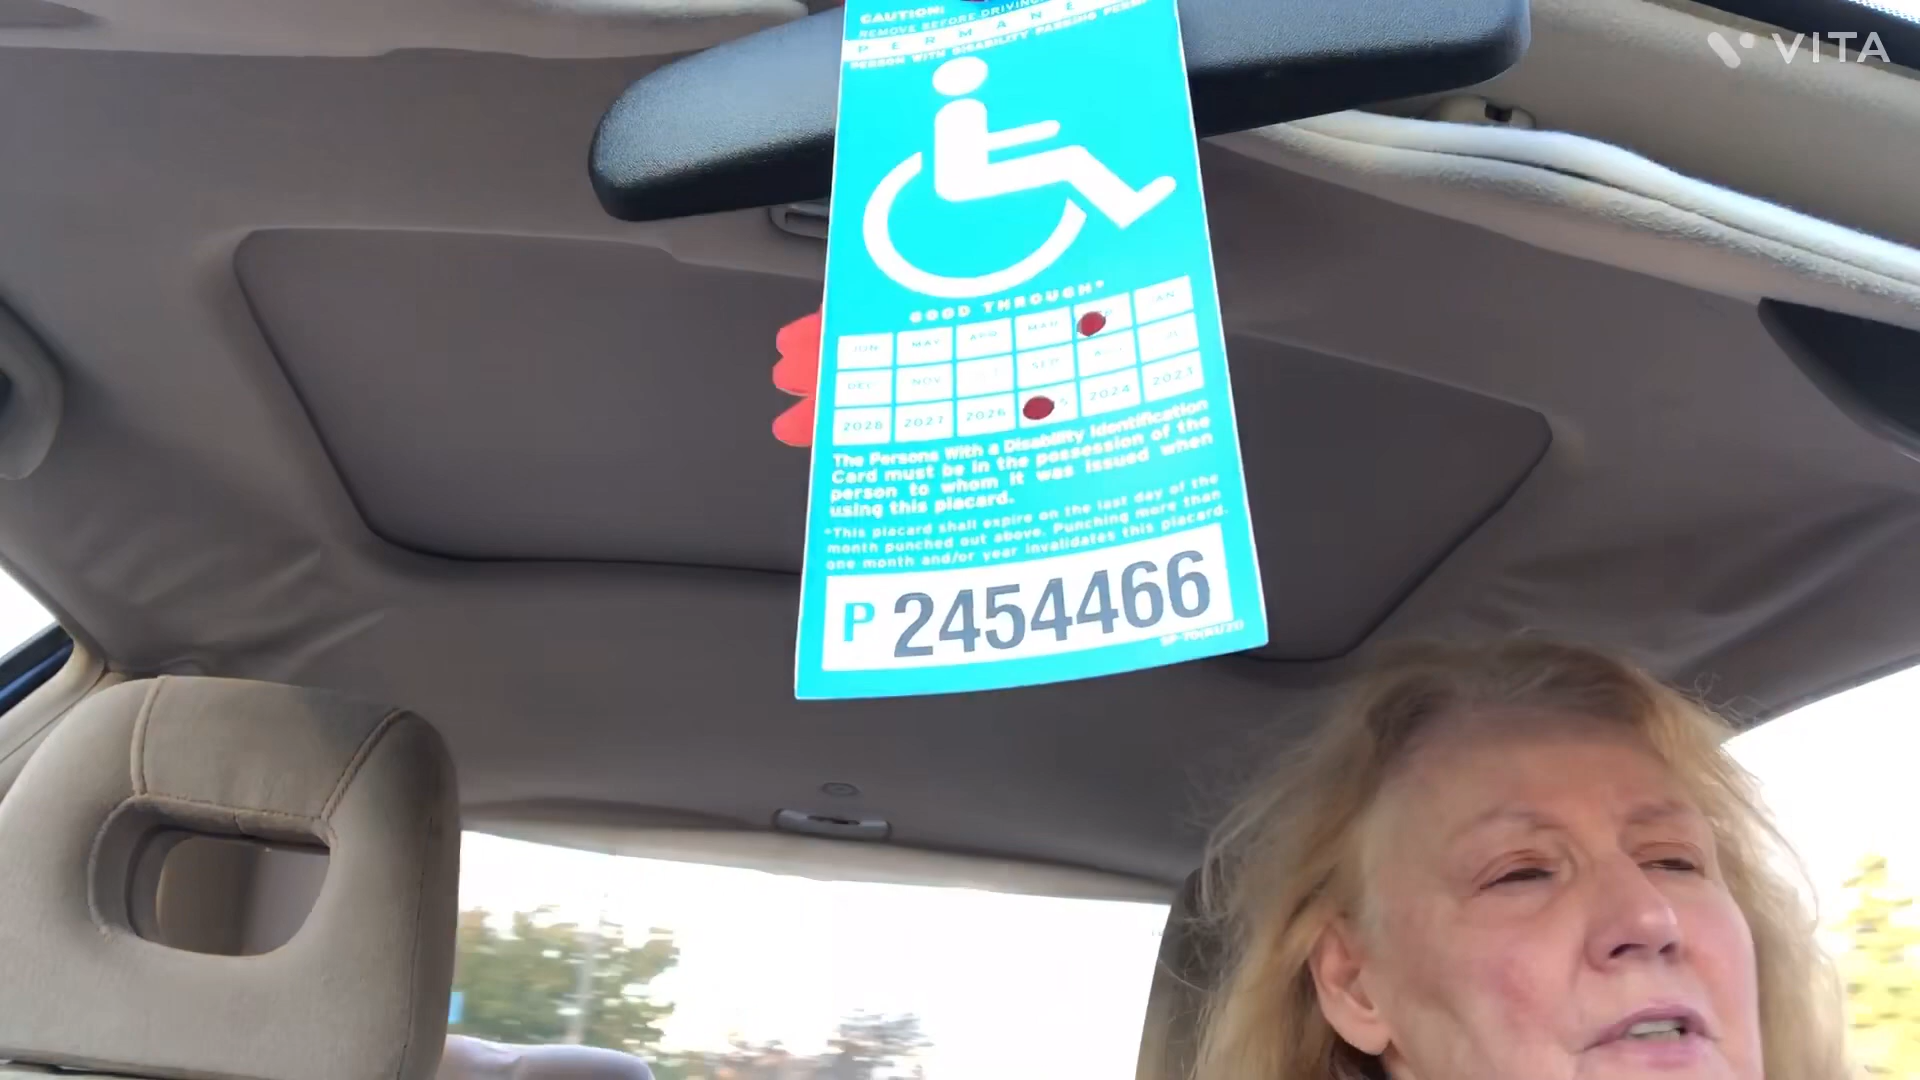 VITA
CAUTION:
REMOVE BEFORE DRIVING
PERMANE
PERSON WITH DISABILITY PARKING PERM
GOOD THROUGH*
JUN MAY APR MAR JAN
DEC NOV SEP
2028 2027 2026 2024 2023
The Persons With a Disability Identification
Card must be in the possession of the
person to whom it was issued when
using this placard.
*This placard shall expire on the last day of the
month punched out above. Punching more than
one month and/or year invalidates this placard.
P 2454466